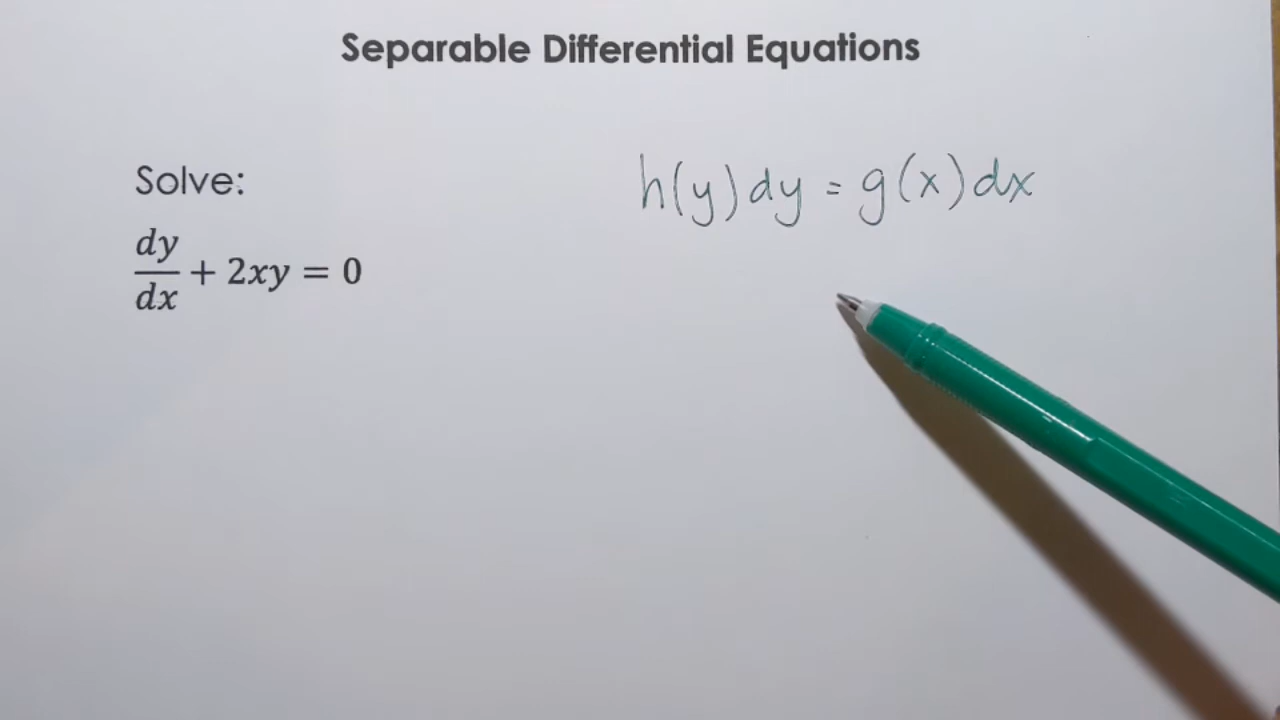 Separable Differential Equations
Solve:
h(y)dy = g(x)dx
dy/dx + 2xy = 0